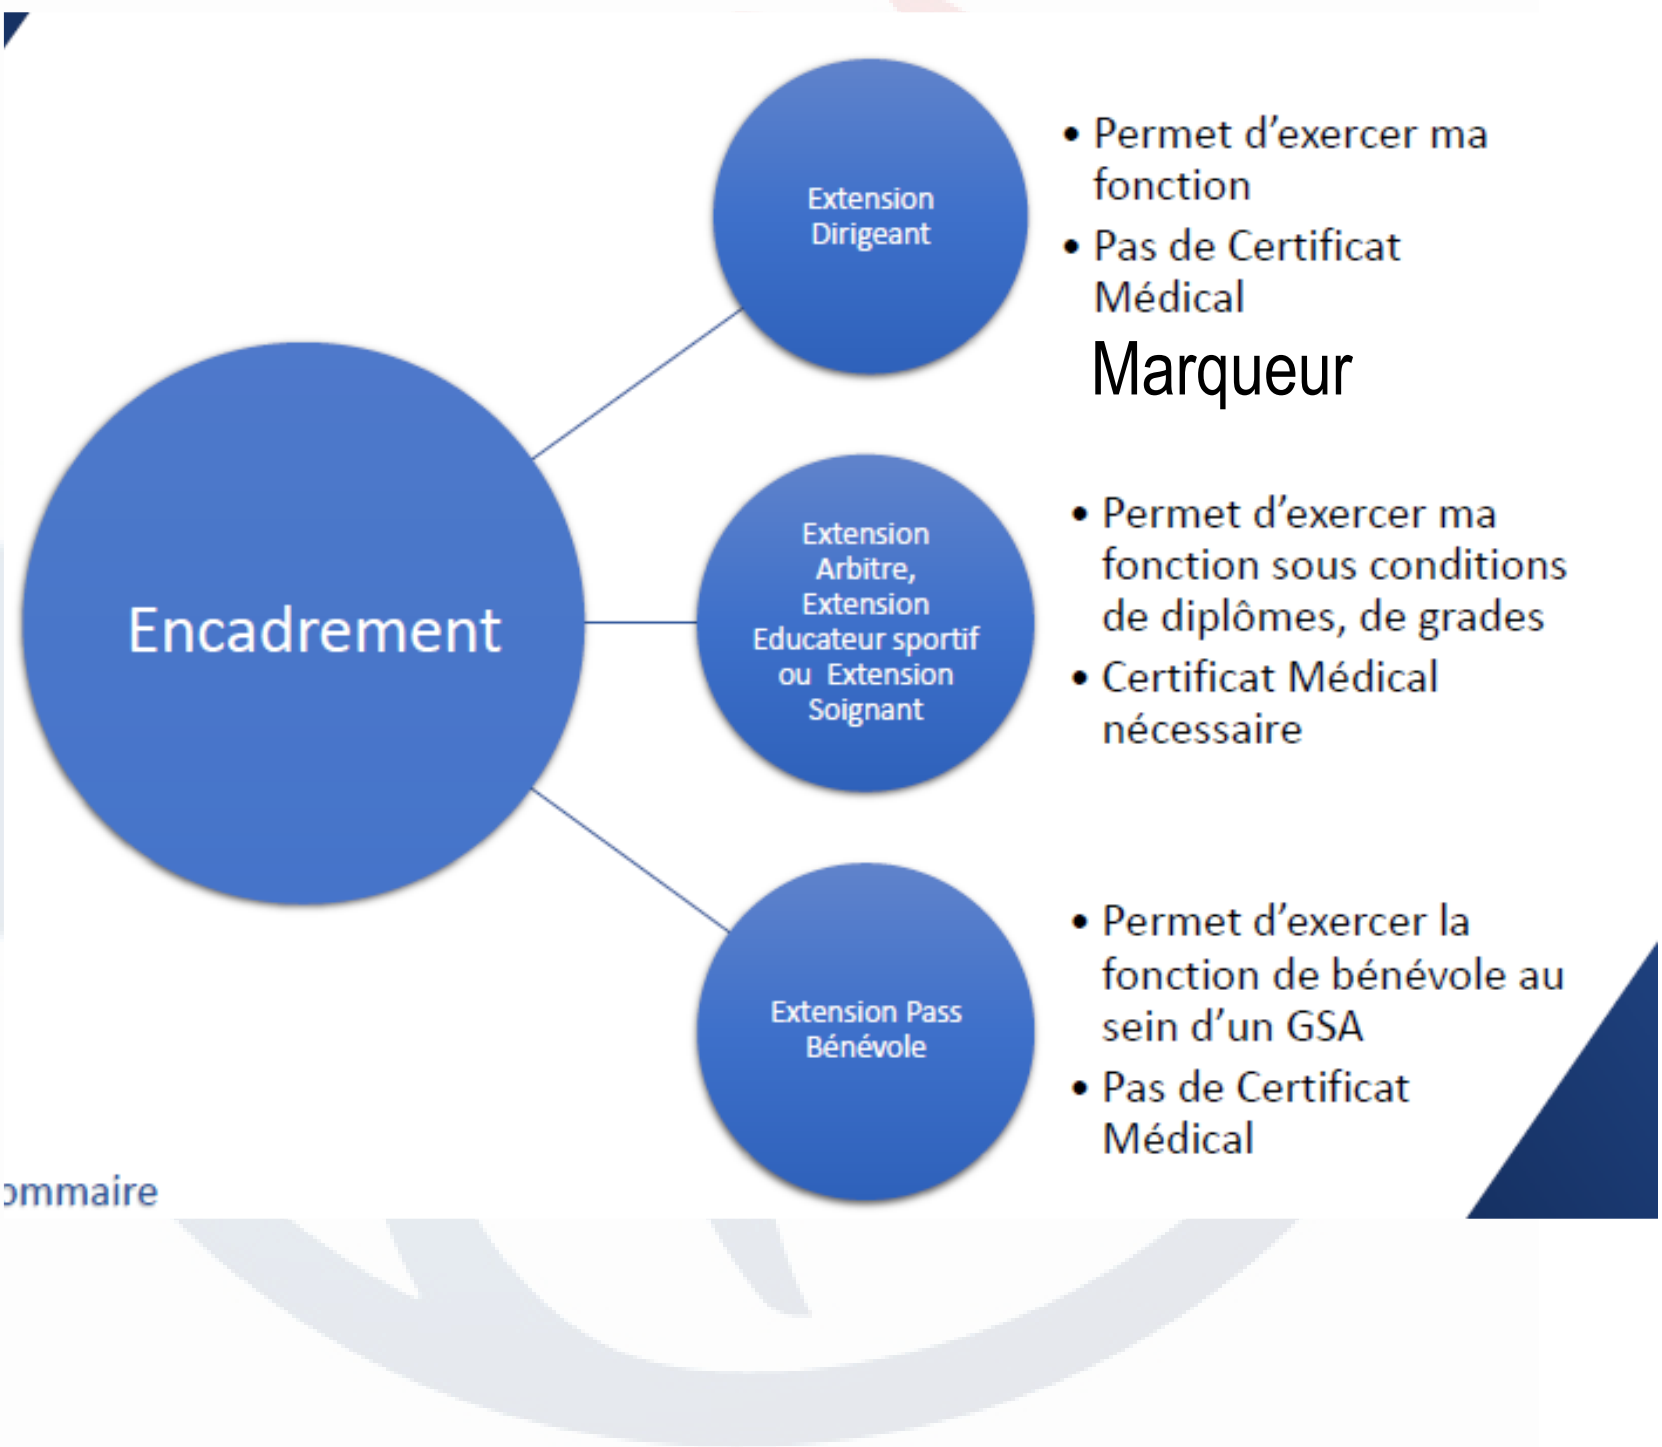 Extension
Dirigeant
• Permet d'exercer ma
fonction
• Pas de Certificat
Médical
Marqueur
Encadrement
Extension
Arbitre,
Extension
Educateur sportif
ou Extension
Soignant
• Permet d'exercer ma
fonction sous conditions
de diplômes, de grades
• Certificat Médical
nécessaire
Extension Pass
Bénévole
• Permet d'exercer la
fonction de bénévole au
sein d'un GSA
• Pas de Certificat
Médical
ommaire